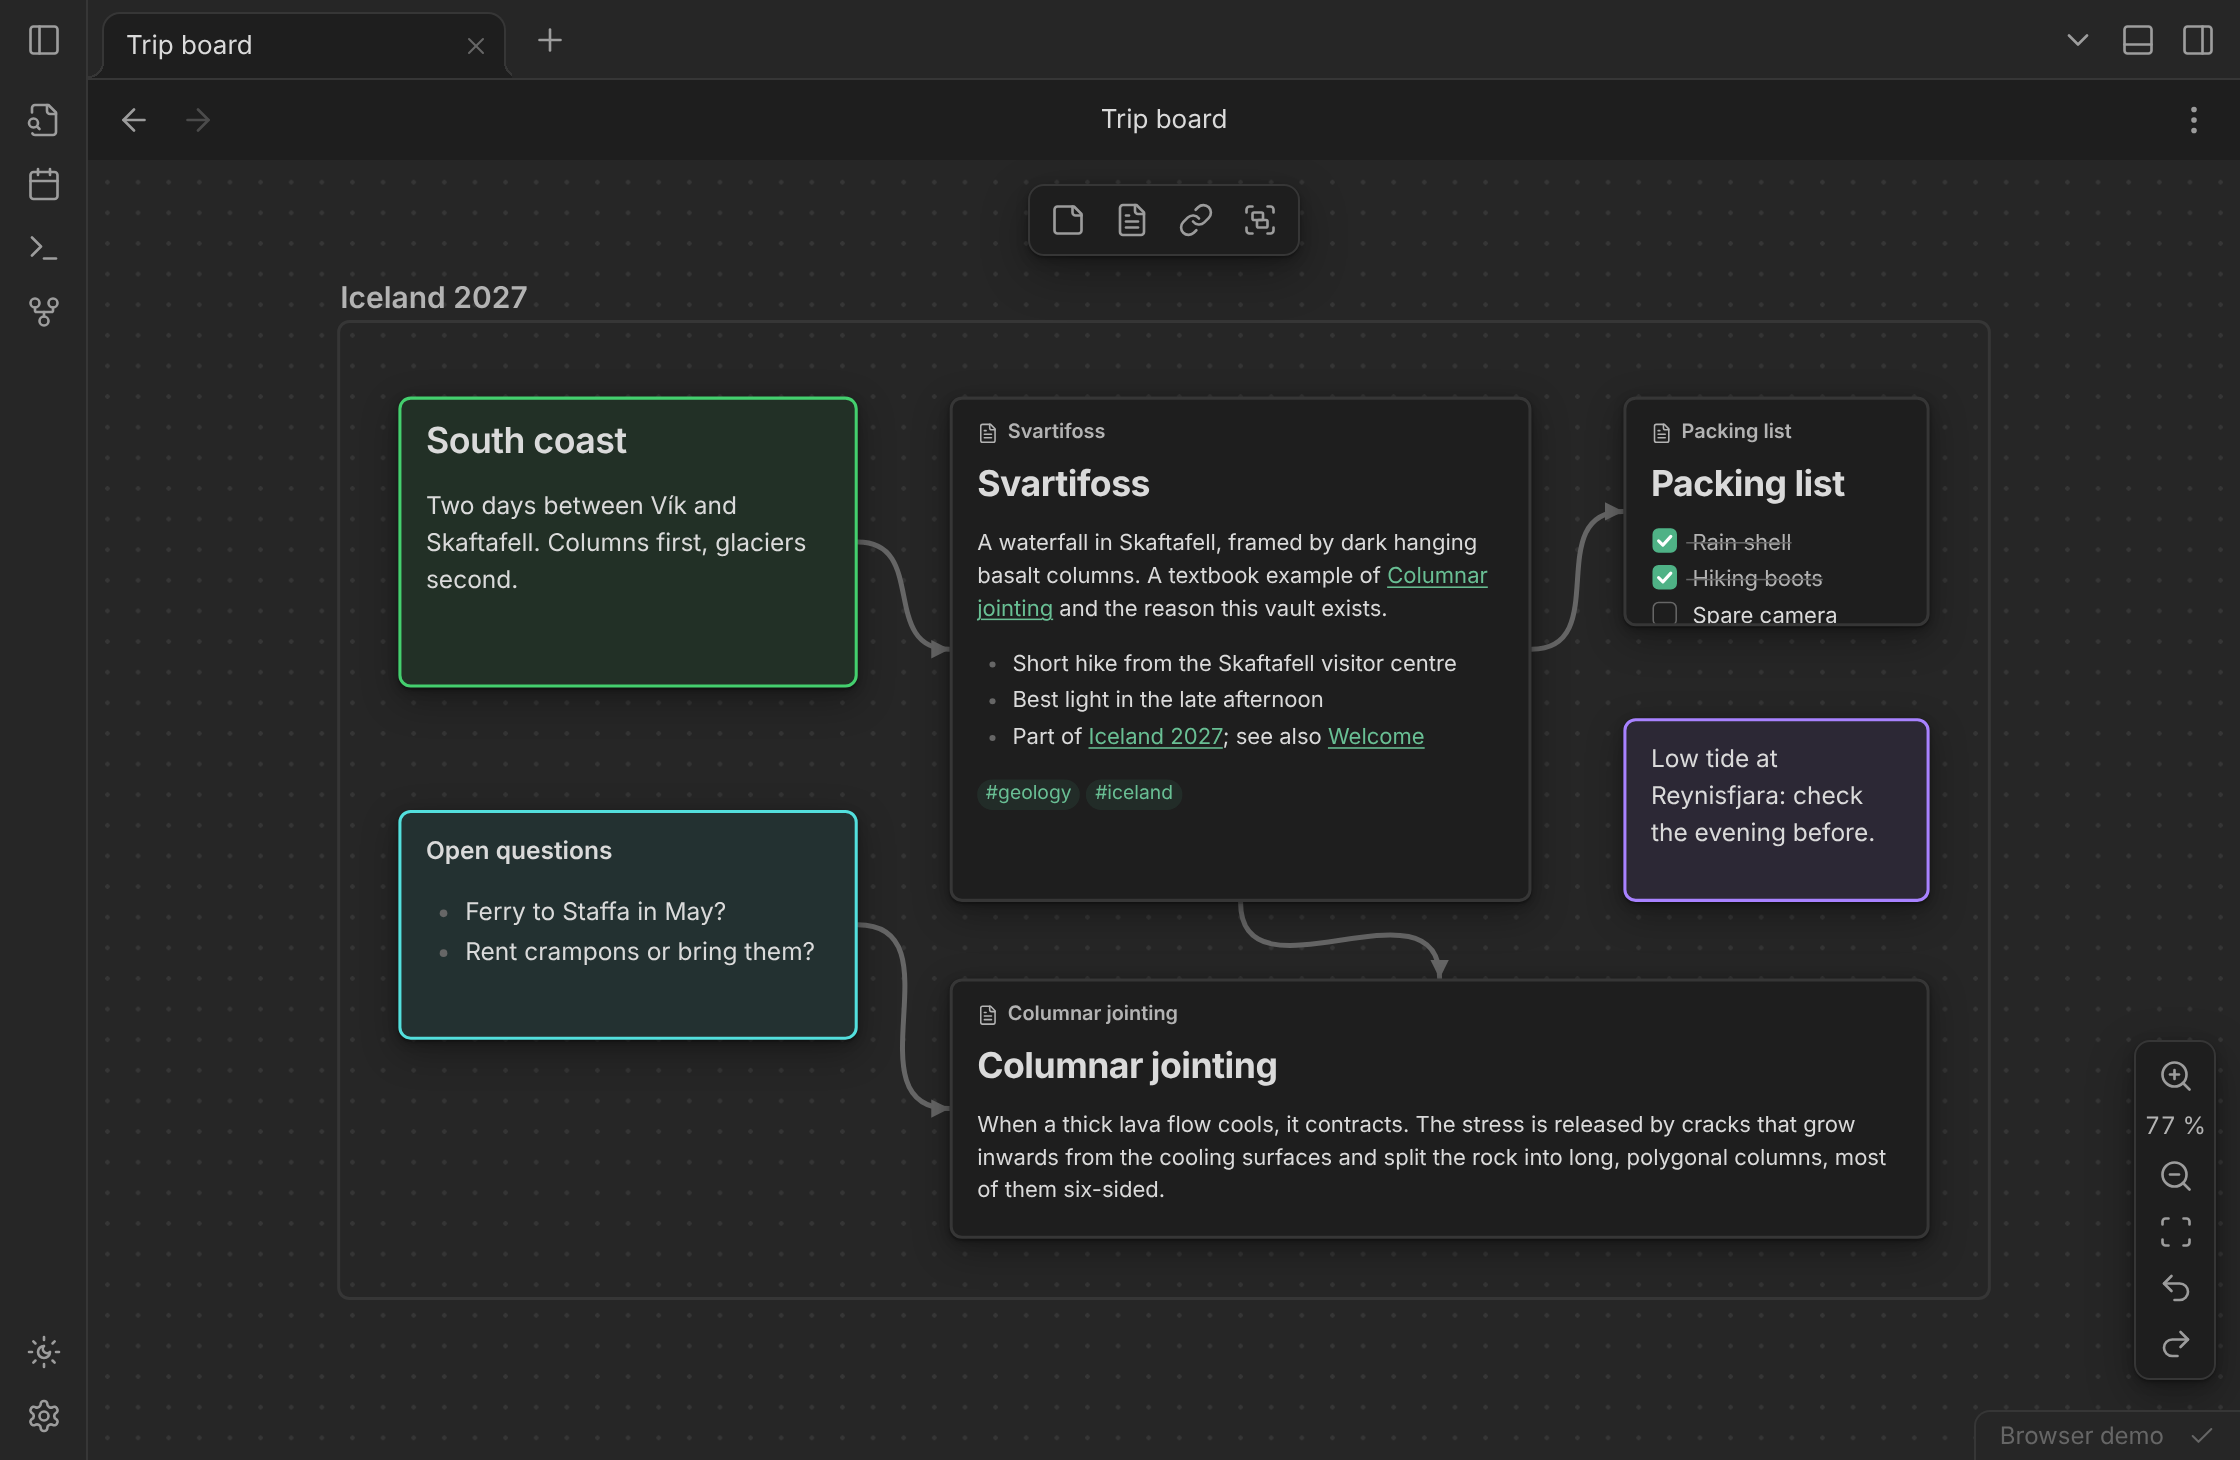 Trip board
Trip board
Iceland 2027
South coast
Two days between Vík and
Skaftafell. Columns first, glaciers
second.
Svartifoss
Svartifoss
A waterfall in Skaftafell, framed by dark hanging
basalt columns. A textbook example of Columnar
jointing and the reason this vault exists.
Short hike from the Skaftafell visitor centre
Best light in the late afternoon
Part of Iceland 2027; see also Welcome
#geology #iceland
Packing list
Packing list
Rain shell
Hiking boots
Spare camera
Low tide at
Reynisfjara: check
the evening before.
Open questions
Ferry to Staffa in May?
Rent crampons or bring them?
Columnar jointing
Columnar jointing
When a thick lava flow cools, it contracts. The stress is released by cracks that grow
inwards from the cooling surfaces and split the rock into long, polygonal columns, most
of them six-sided.
77 %
Browser demo